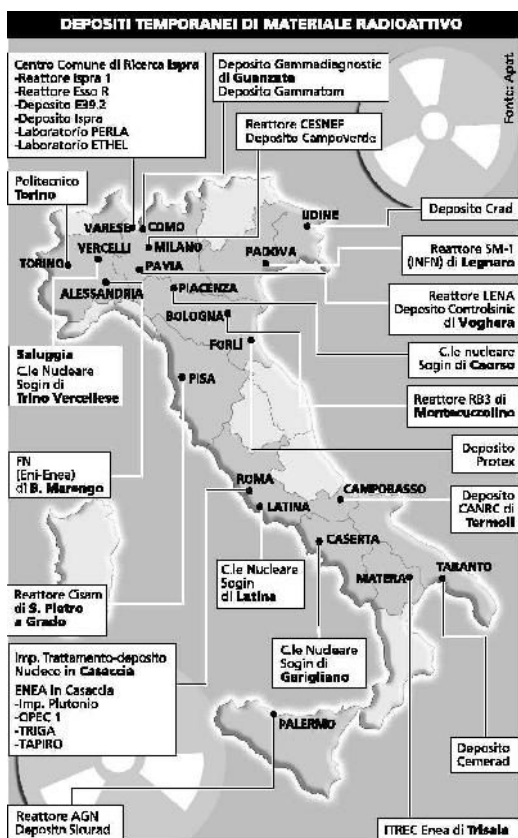 DEPOSITI TEMPORANEI DI MATERIALE RADIOATTIVO
Fonte: Apat
Centro Comune di Ricerca Ispra
-Reattore Ispra 1
-Reattore Esso R
-Deposito E39.2
-Deposito Ispra
-Laboratorio PERLA
-Laboratorio ETHEL
Deposito Gammadiagnostic
di Guanzate
Deposito Gammatom
Reattore CESNEF
Deposito Campoverde
Politecnico
Torino
VARESE
COMO
UDINE
Deposito Crad
VERCELLI
MILANO
PADOVA
TORINO
PAVIA
Reattore SM-1
(INFN) di Legnaro
ALESSANDRIA
PIACENZA
BOLOGNA
Reattore LENA
Deposito Controlsinic
di Voghera
FORLÌ
Saluggia
C.le Nucleare
Sogin di
Trino Vercellese
PISA
C.le nucleare
Sogin di Caorso
Reattore RB3 di
Montecuccolino
Deposito
Protex
FN
(Eni-Enea)
di B. Marengo
ROMA
CAMPOBASSO
LATINA
Deposito
CANRC di
Termoli
CASERTA
C.le Nucleare
Sogin
di Latina
MATERA
TARANTO
Reattore Cisam
di S. Pietro
a Grado
C.le Nucleare
Sogin di
Garigliano
Imp. Trattamento-deposito
Nucleco in Casaccia
ENEA in Casaccia
-Imp. Plutonio
-OPEC 1
-TRIGA
-TAPIRO
PALERMO
Deposito
Cemerad
Reattore AGN
Deposito Sicurad
ITREC Enea di Trisaia